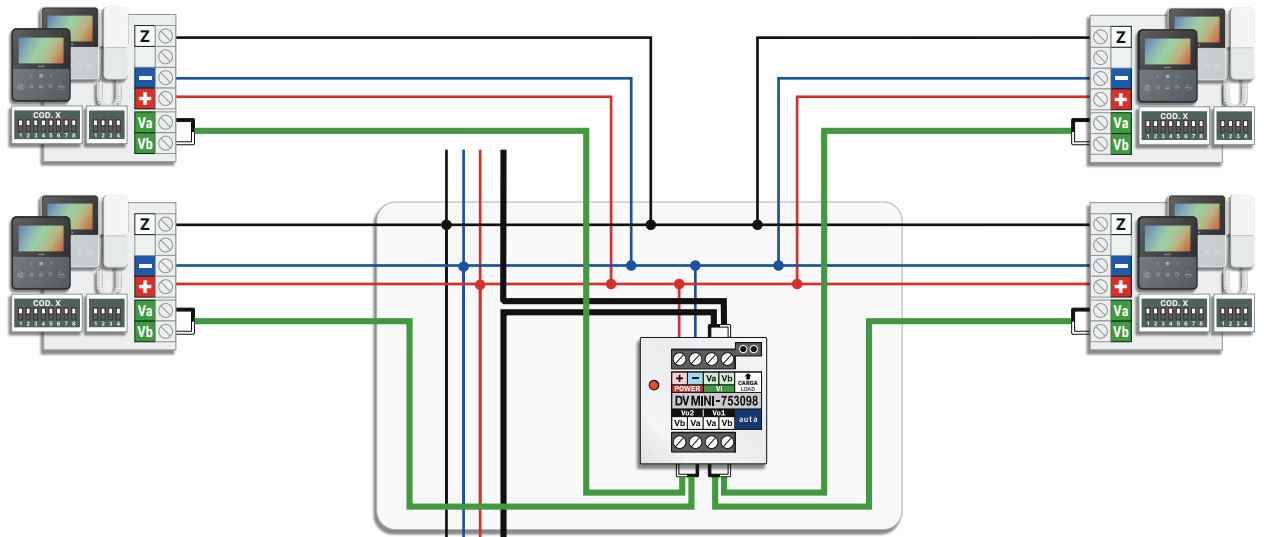 Z
−
+
Va
Vb
COD. X
1 2 3 4 5 6 7 8
1 2 3 4
Z
−
+
Va
Vb
COD. X
1 2 3 4 5 6 7 8
1 2 3 4
Z
−
+
Va
Vb
COD. X
1 2 3 4 5 6 7 8
1 2 3 4
Z
−
+
Va
Vb
COD. X
1 2 3 4 5 6 7 8
1 2 3 4
+ − Va Vb CARGA
POWER VI LOAD
DV MINI-753098
Vo2 Vo1 auta
Vb Va Va Vb